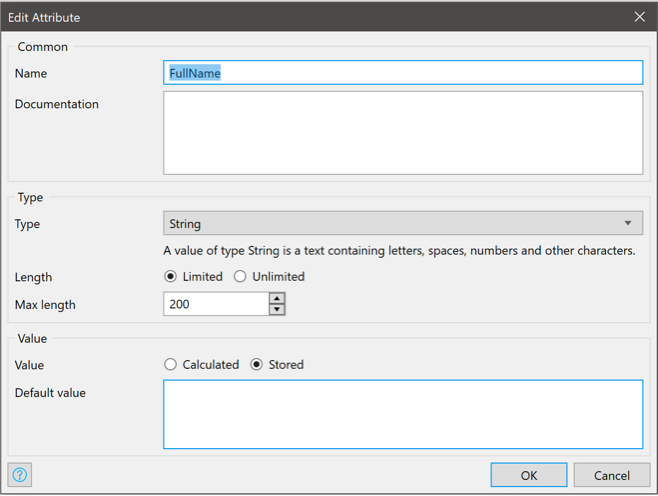 Edit Attribute
Common
Name FullName
Documentation
Type
Type String
A value of type String is a text containing letters, spaces, numbers and other characters.
Length Limited Unlimited
Max length 200
Value
Value Calculated Stored
Default value
? OK Cancel